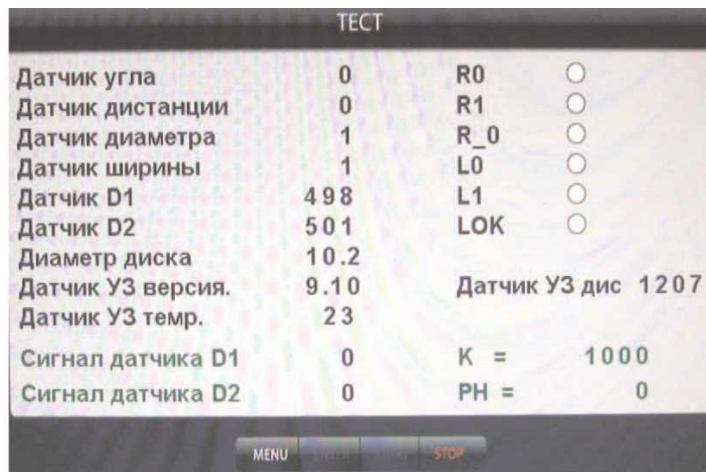 ТЕСТ
Датчик угла 0 R0
Датчик дистанции 0 R1
Датчик диаметра 1 R_0
Датчик ширины 1 L0
Датчик D1 498 L1
Датчик D2 501 LOK
Диаметр диска 10.2
Датчик УЗ версия. 9.10 Датчик УЗ дис 1207
Датчик УЗ темр. 23
Сигнал датчика D1 0 K = 1000
Сигнал датчика D2 0 PH = 0
MENU STOP